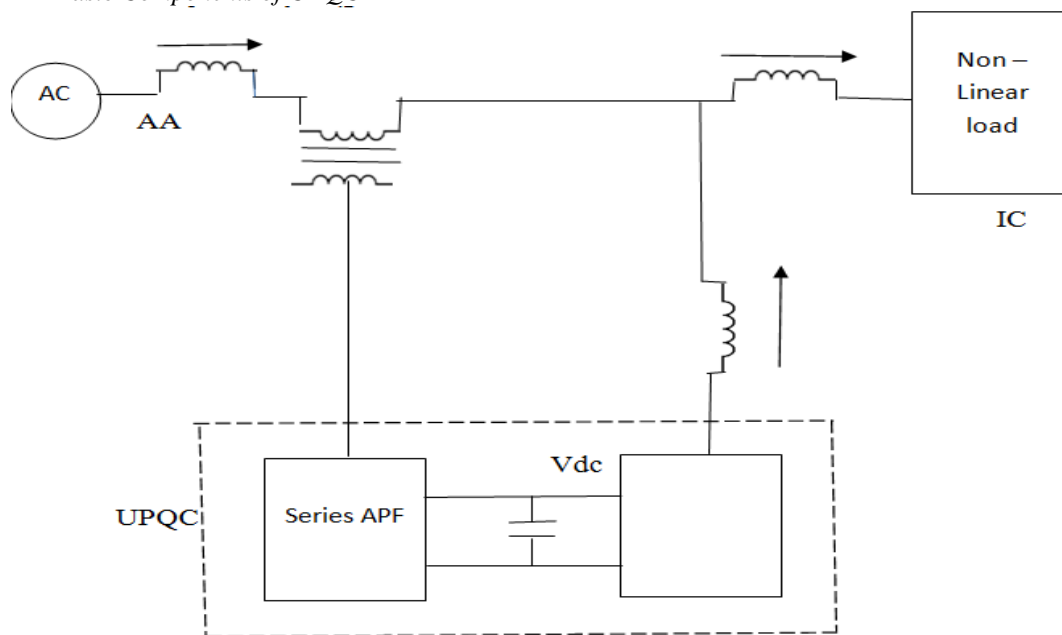 AC
AA
Non –
Linear
load
IC
Vdc
UPQC
Series APF